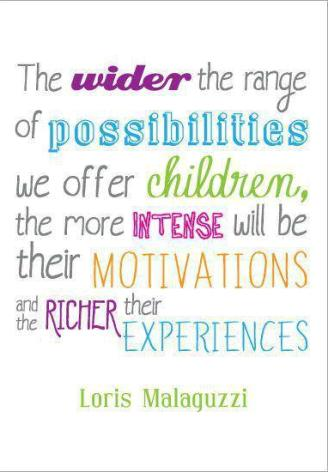 The wider the range
of possibilities
we offer children,
the more INTENSE will be
their MOTIVATIONS
and the RICHER their
EXPERIENCES
Loris Malaguzzi